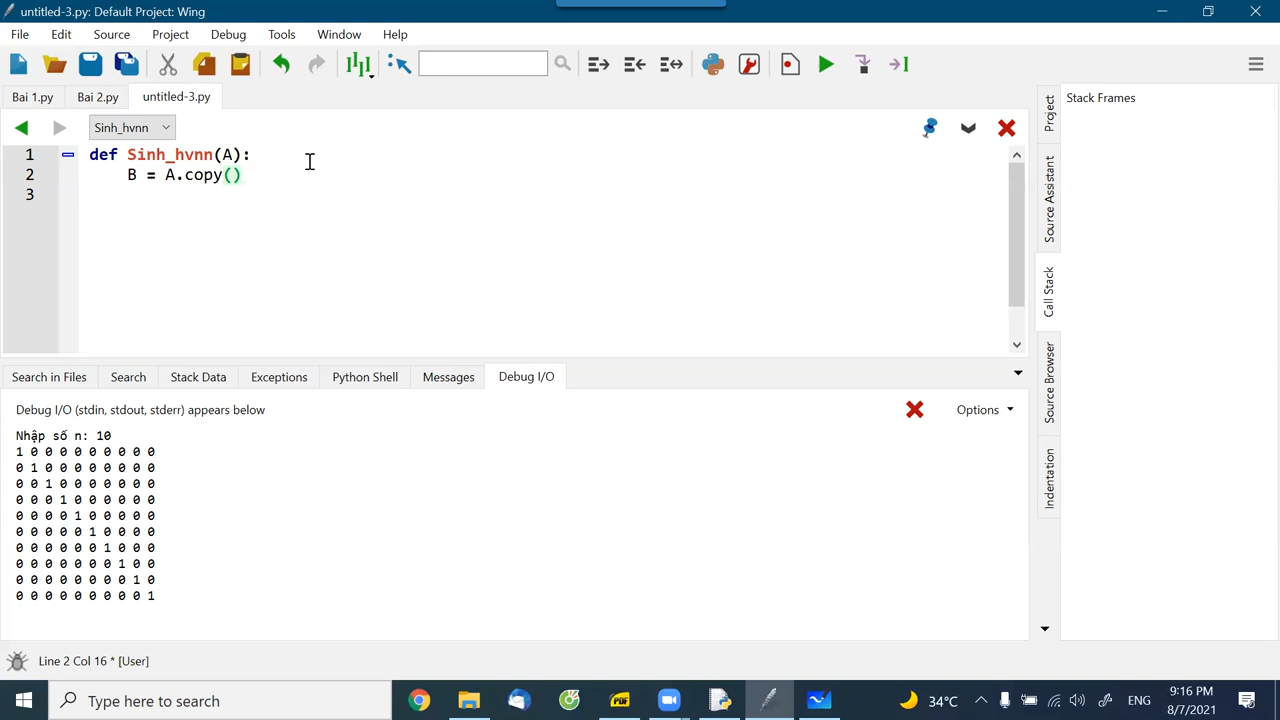 untitled-3.py: Default Project: Wing
File Edit Source Project Debug Tools Window Help
Bai 1.py Bai 2.py untitled-3.py
Sinh_hvnn
1 def Sinh_hvnn(A):
2 B = A.copy()
3
Stack Frames
Project
Source Assistant
Call Stack
Source Browser
Indentation
Search in Files Search Stack Data Exceptions Python Shell Messages Debug I/O
Debug I/O (stdin, stdout, stderr) appears below
Options
Nhập số n: 10
1 0 0 0 0 0 0 0 0 0
0 1 0 0 0 0 0 0 0 0
0 0 1 0 0 0 0 0 0 0
0 0 0 1 0 0 0 0 0 0
0 0 0 0 1 0 0 0 0 0
0 0 0 0 0 1 0 0 0 0
0 0 0 0 0 0 1 0 0 0
0 0 0 0 0 0 0 1 0 0
0 0 0 0 0 0 0 0 1 0
0 0 0 0 0 0 0 0 0 1
Line 2 Col 16 * [User]
Type here to search
PDF
34°C
ENG
9:16 PM
8/7/2021